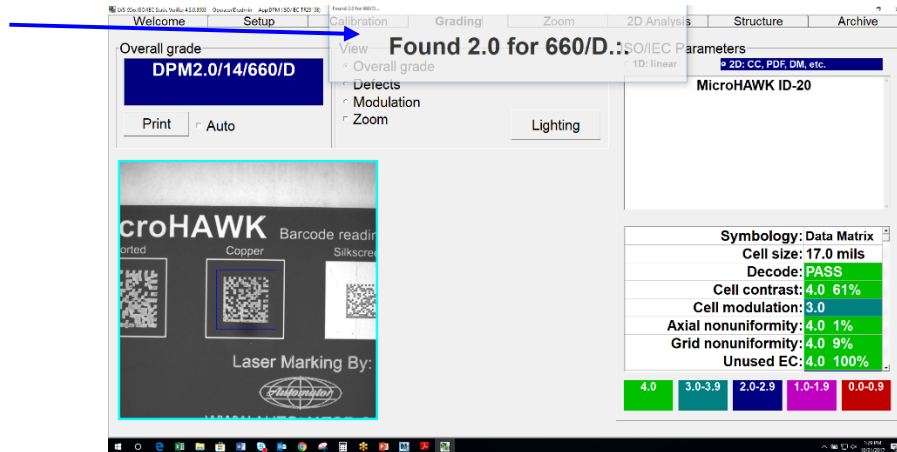 Found 2.0 for 660/D.:.
Welcome
Setup
Calibration
Grading
Zoom
2D Analysis
Structure
Archive
Overall grade
DPM2.0/14/660/D
Print
Auto
View
Overall grade
Defects
Modulation
Zoom
Lighting
ISO/IEC Parameters
1D: linear
2D: CC, PDF, DM, etc.
MicroHAWK ID-20
croHAWK Barcode readin
orted Copper Silkscree
Laser Marking By:
Automator
Symbology: Data Matrix
Cell size: 17.0 mils
Decode: PASS
Cell contrast: 4.0 61%
Cell modulation: 3.0
Axial nonuniformity: 4.0 1%
Grid nonuniformity: 4.0 9%
Unused EC: 4.0 100%
4.0 3.0-3.9 2.0-2.9 1.0-1.9 0.0-0.9